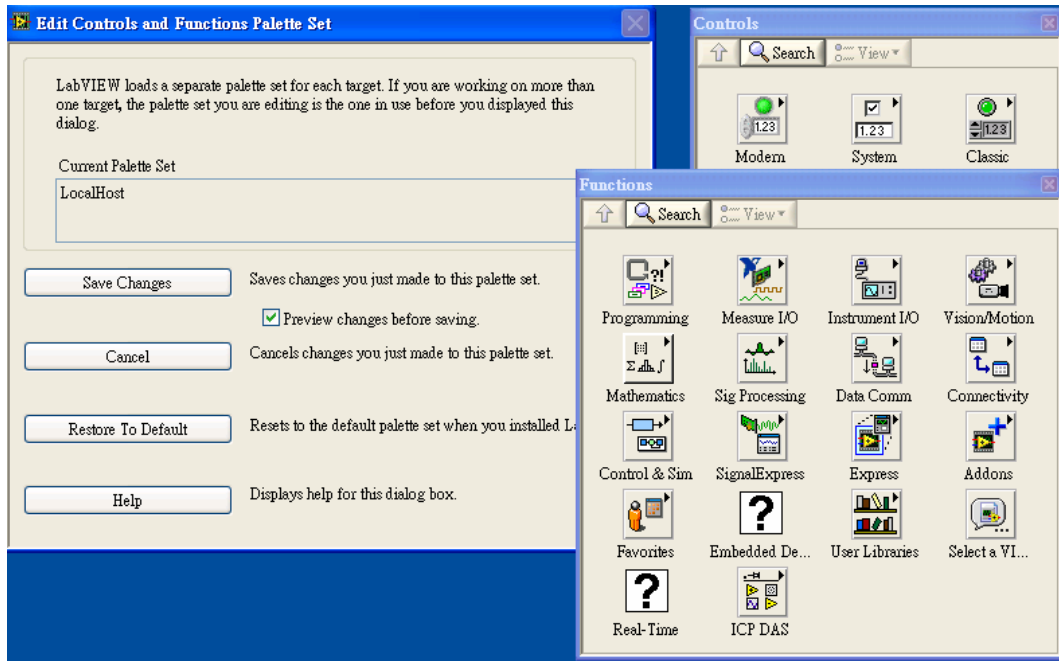 Edit Controls and Functions Palette Set
LabVIEW loads a separate palette set for each target. If you are working on more than
one target, the palette set you are editing is the one in use before you displayed this
dialog.
Current Palette Set
LocalHost
Save Changes
Saves changes you just made to this palette set.
Preview changes before saving.
Cancel
Cancels changes you just made to this palette set.
Restore To Default
Resets to the default palette set when you installed
Help
Displays help for this dialog box.
Controls
Search
View
1.23
1.23
1.23
Modern
System
Classic
Functions
Search
View
Programming
Measure I/O
Instrument I/O
Vision/Motion
Mathematics
Sig Processing
Data Comm
Connectivity
Control & Sim
SignalExpress
Express
Addons
Favorites
Embedded De...
User Libraries
Select a VI...
Real-Time
ICP DAS